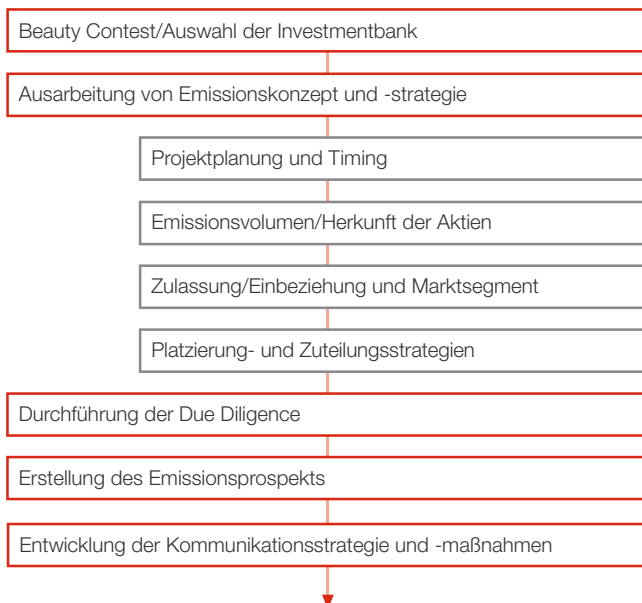 Beauty Contest/Auswahl der Investmentbank
Ausarbeitung von Emissionskonzept und -strategie
Projektplanung und Timing
Emissionsvolumen/Herkunft der Aktien
Zulassung/Einbeziehung und Marktsegment
Platzierung- und Zuteilungsstrategien
Durchführung der Due Diligence
Erstellung des Emissionsprospekts
Entwicklung der Kommunikationsstrategie und -maßnahmen